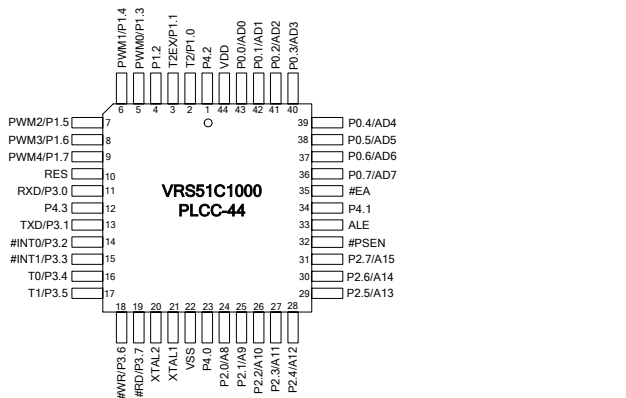 PWM1/P1.4
PWM0/P1.3
P1.2
T2EX/P1.1
T2/P1.0
P4.2
VDD
P0.0/AD0
P0.1/AD1
P0.2/AD2
P0.3/AD3
6
5
4
3
2
1
44
43
42
41
40
PWM2/P1.5
7
PWM3/P1.6
8
PWM4/P1.7
9
RES
10
RXD/P3.0
11
P4.3
12
TXD/P3.1
13
#INT0/P3.2
14
#INT1/P3.3
15
T0/P3.4
16
T1/P3.5
17
VRS51C1000
PLCC-44
39
P0.4/AD4
38
P0.5/AD5
37
P0.6/AD6
36
P0.7/AD7
35
#EA
34
P4.1
33
ALE
32
#PSEN
31
P2.7/A15
30
P2.6/A14
29
P2.5/A13
18
19
20
21
22
23
24
25
26
27
28
#WR/P3.6
#RD/P3.7
XTAL2
XTAL1
VSS
P4.0
P2.0/A8
P2.1/A9
P2.2/A10
P2.3/A11
P2.4/A12